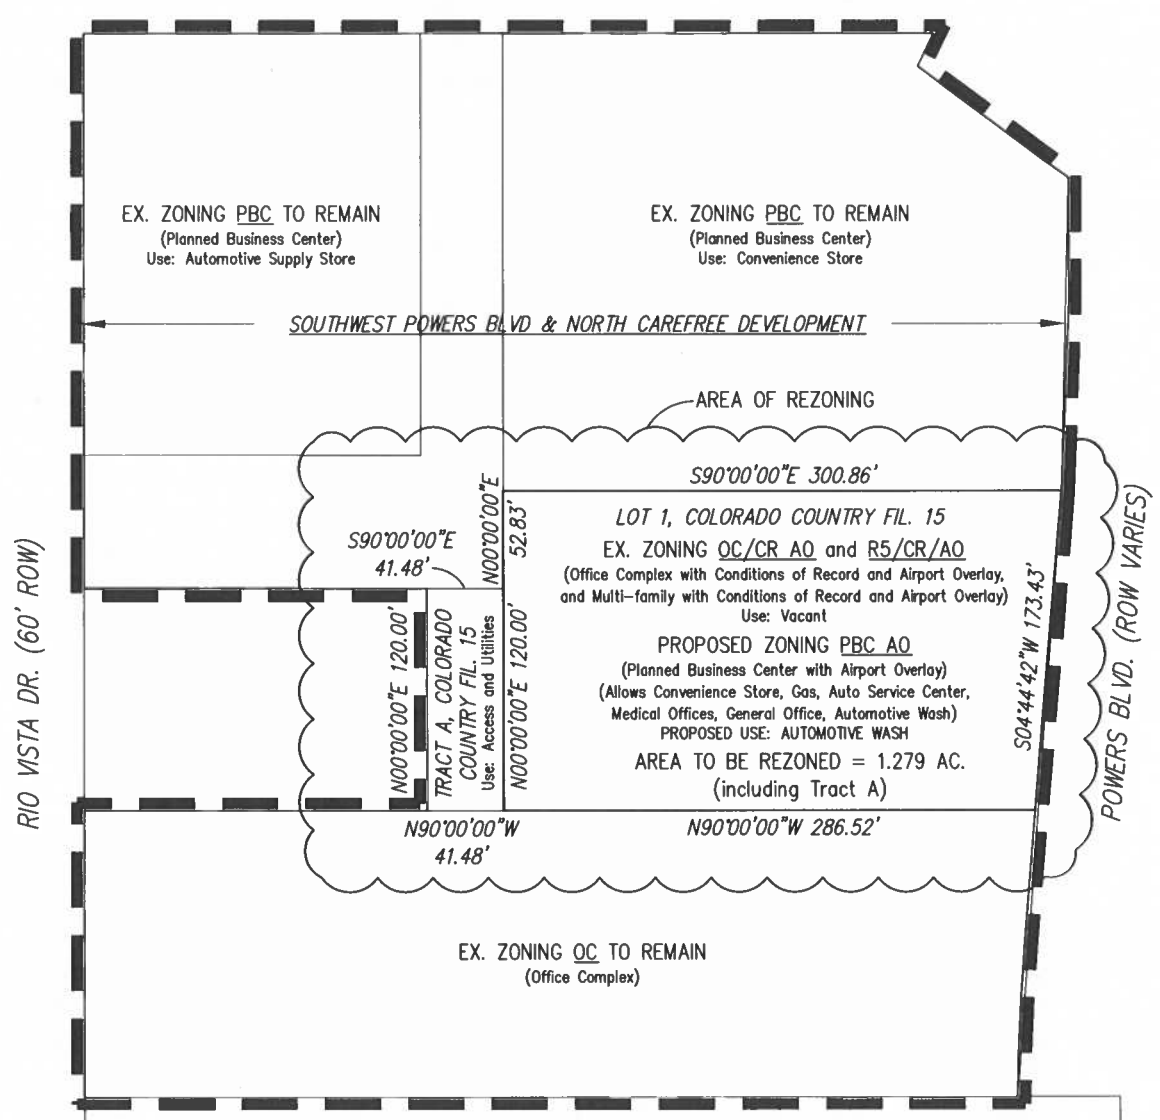 EX. ZONING PBC TO REMAIN
(Planned Business Center)
Use: Automotive Supply Store
EX. ZONING PBC TO REMAIN
(Planned Business Center)
Use: Convenience Store
SOUTHWEST POWERS BLVD & NORTH CAREFREE DEVELOPMENT
AREA OF REZONING
S90°00'00"E 300.86'
N00°00'00"E
52.83'
S90°00'00"E
41.48'
LOT 1, COLORADO COUNTRY FIL. 15
EX. ZONING OC/CR AO and R5/CR/AO
(Office Complex with Conditions of Record and Airport Overlay,
and Multi-family with Conditions of Record and Airport Overlay)
Use: Vacant
PROPOSED ZONING PBC AO
(Planned Business Center with Airport Overlay)
(Allows Convenience Store, Gas, Auto Service Center,
Medical Offices, General Office, Automotive Wash)
PROPOSED USE: AUTOMOTIVE WASH
AREA TO BE REZONED = 1.279 AC.
(including Tract A)
N00°00'00"E 120.00'
TRACT A, COLORADO
COUNTRY FIL. 15
Use: Access and Utilities
N00°00'00"E 120.00'
S04°44'42"W 173.43'
POWERS BLVD. (ROW VARIES)
RIO VISTA DR. (60' ROW)
N90°00'00"W
41.48'
N90°00'00"W 286.52'
EX. ZONING OC TO REMAIN
(Office Complex)